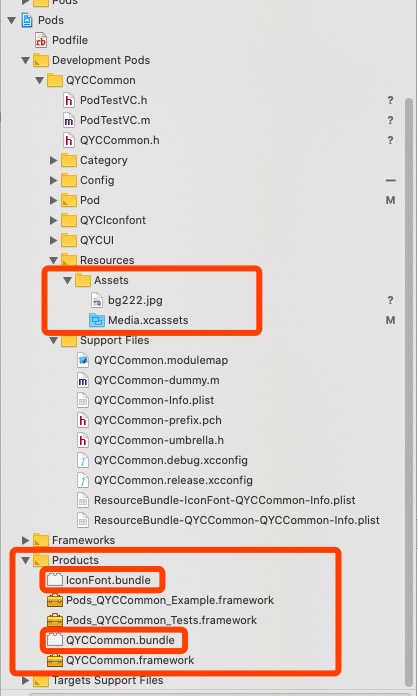 Pods
Pods
Podfile
Development Pods
QYCCommon
PodTestVC.h ?
PodTestVC.m ?
QYCCommon.h ?
Category
Config —
Pod M
QYCIconfont
QYCUI
Resources
Assets
bg222.jpg ?
Media.xcassets M
Support Files
QYCCommon.modulemap
QYCCommon-dummy.m
QYCCommon-Info.plist
QYCCommon-prefix.pch
QYCCommon-umbrella.h
QYCCommon.debug.xcconfig
QYCCommon.release.xcconfig
ResourceBundle-IconFont-QYCCommon-Info.plist
ResourceBundle-QYCCommon-QYCCommon-Info.plist
Frameworks
Products
IconFont.bundle
Pods_QYCCommon_Example.framework
Pods_QYCCommon_Tests.framework
QYCCommon.bundle
QYCCommon.framework
Targets Support Files